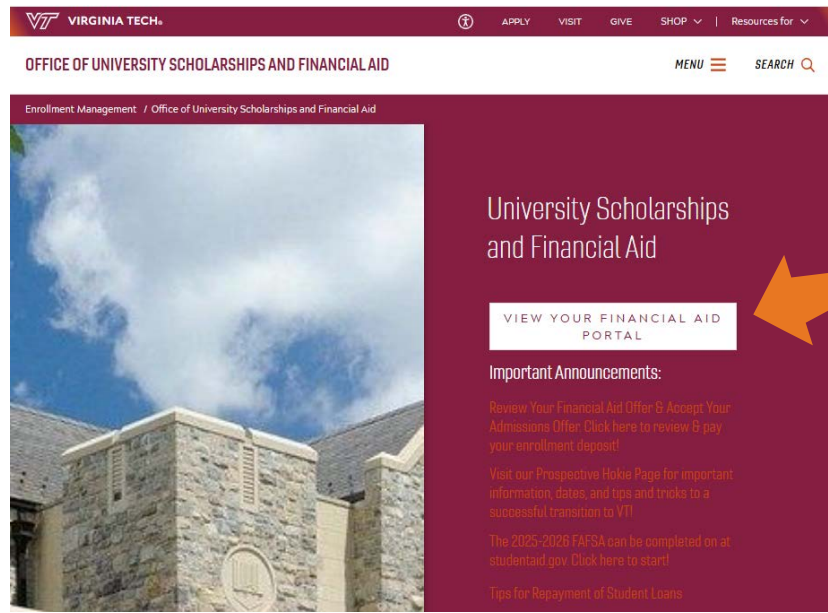 VT VIRGINIA TECH®
APPLY VISIT GIVE SHOP | Resources for
OFFICE OF UNIVERSITY SCHOLARSHIPS AND FINANCIAL AID
MENU SEARCH
Enrollment Management / Office of University Scholarships and Financial Aid
University Scholarships
and Financial Aid
VIEW YOUR FINANCIAL AID
PORTAL
Important Announcements:
Review Your Financial Aid Offer & Accept Your
Admissions Offer. Click here to review & pay
your enrollment deposit!
Visit our Prospective Hokie Page for important
information, dates, and tips and tricks to a
successful transition to VT!
The 2025-2026 FAFSA can be completed on at
studentaid.gov. Click here to start!
Tips for Repayment of Student Loans